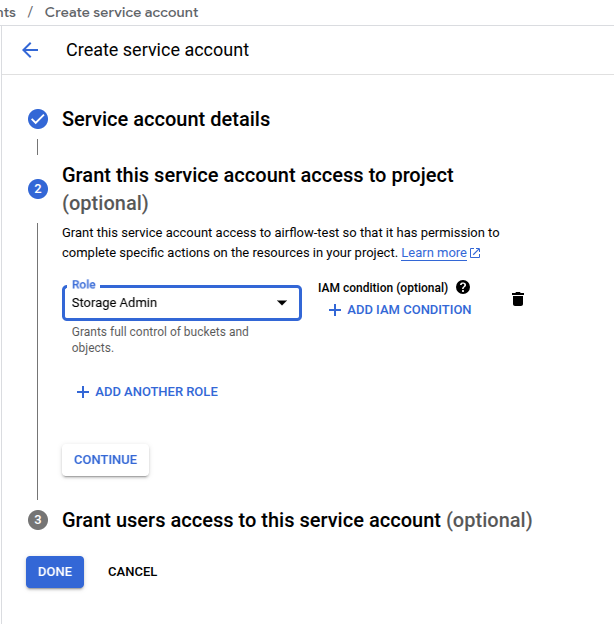 nts / Create service account
Create service account
Service account details
2 Grant this service account access to project
(optional)
Grant this service account access to airflow-test so that it has permission to
complete specific actions on the resources in your project. Learn more
Role
Storage Admin
IAM condition (optional) ?
+ ADD IAM CONDITION
Grants full control of buckets and
objects.
+ ADD ANOTHER ROLE
CONTINUE
3 Grant users access to this service account (optional)
DONE CANCEL